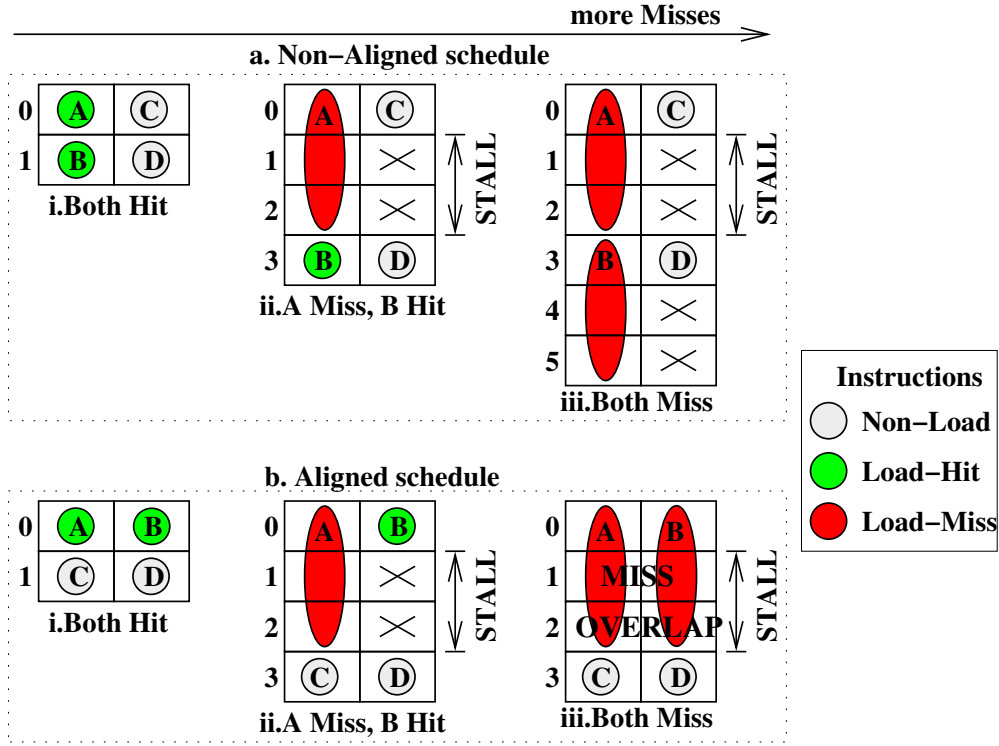 more Misses
a. Non-Aligned schedule
0 A C
1 B D
i.Both Hit
0 A C
1
2
3 B D
STALL
ii.A Miss, B Hit
0 A C
1
2
3 B D
4
5
STALL
iii.Both Miss
Instructions
Non-Load
Load-Hit
Load-Miss
b. Aligned schedule
0 A B
1 C D
i.Both Hit
0 A B
1
2
3 C D
STALL
ii.A Miss, B Hit
0 A B
1 MISS
2 OVERLAP
3 C D
STALL
iii.Both Miss